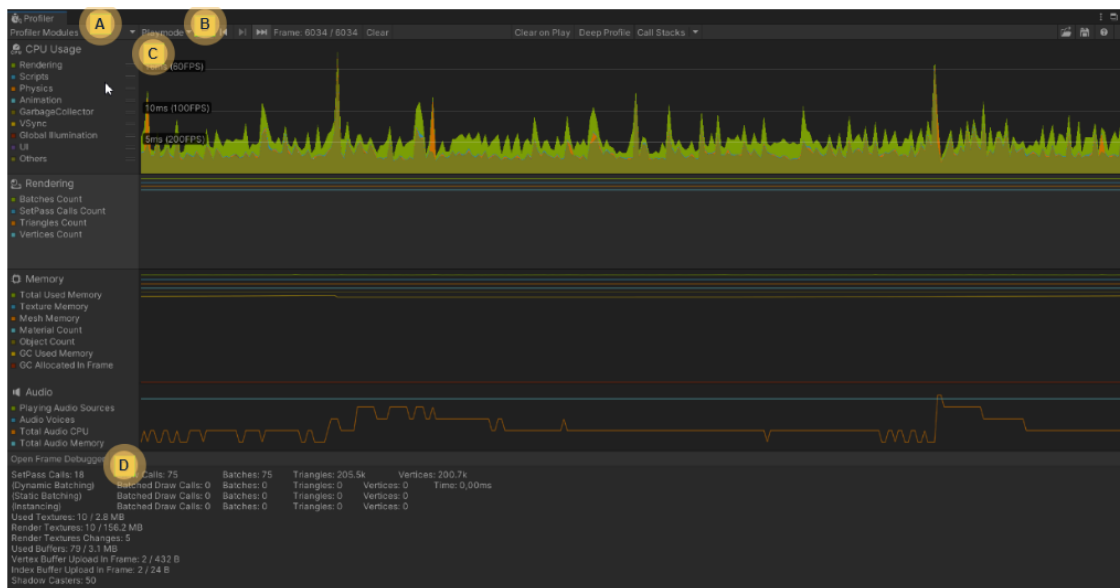 Profiler
Profiler Modules A Playmode B Frame: 6034 / 6034 Clear Clear on Play Deep Profile Call Stacks
CPU Usage C
Rendering
Scripts
Physics
Animation
GarbageCollector
VSync
Global Illumination
UI
Others
(60FPS)
10ms (100FPS)
5ms (200FPS)
Rendering
Batches Count
SetPass Calls Count
Triangles Count
Vertices Count
Memory
Total Used Memory
Texture Memory
Mesh Memory
Material Count
Object Count
GC Used Memory
GC Allocated In Frame
Audio
Playing Audio Sources
Audio Voices
Total Audio CPU
Total Audio Memory
Open Frame Debugger D
SetPass Calls: 18 Calls: 75 Batches: 75 Triangles: 205.5k Vertices: 200.7k
(Dynamic Batching) Batched Draw Calls: 0 Batches: 0 Triangles: 0 Vertices: 0 Time: 0,00ms
(Static Batching) Batched Draw Calls: 0 Batches: 0 Triangles: 0 Vertices: 0
(Instancing) Batched Draw Calls: 0 Batches: 0 Triangles: 0 Vertices: 0
Used Textures: 10 / 2.8 MB
Render Textures: 10 / 156.2 MB
Render Textures Changes: 5
Used Buffers: 79 / 3.1 MB
Vertex Buffer Upload In Frame: 2 / 432 B
Index Buffer Upload In Frame: 2 / 24 B
Shadow Casters: 50